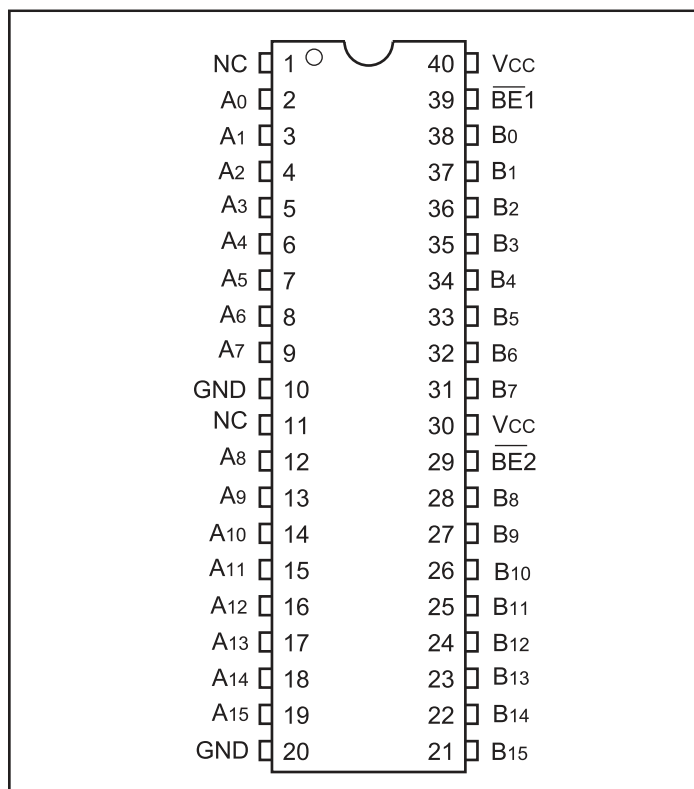 NC 1 40 VCC
A0 2 39 B̅E̅1
A1 3 38 B0
A2 4 37 B1
A3 5 36 B2
A4 6 35 B3
A5 7 34 B4
A6 8 33 B5
A7 9 32 B6
GND 10 31 B7
NC 11 30 VCC
A8 12 29 B̅E̅2
A9 13 28 B8
A10 14 27 B9
A11 15 26 B10
A12 16 25 B11
A13 17 24 B12
A14 18 23 B13
A15 19 22 B14
GND 20 21 B15